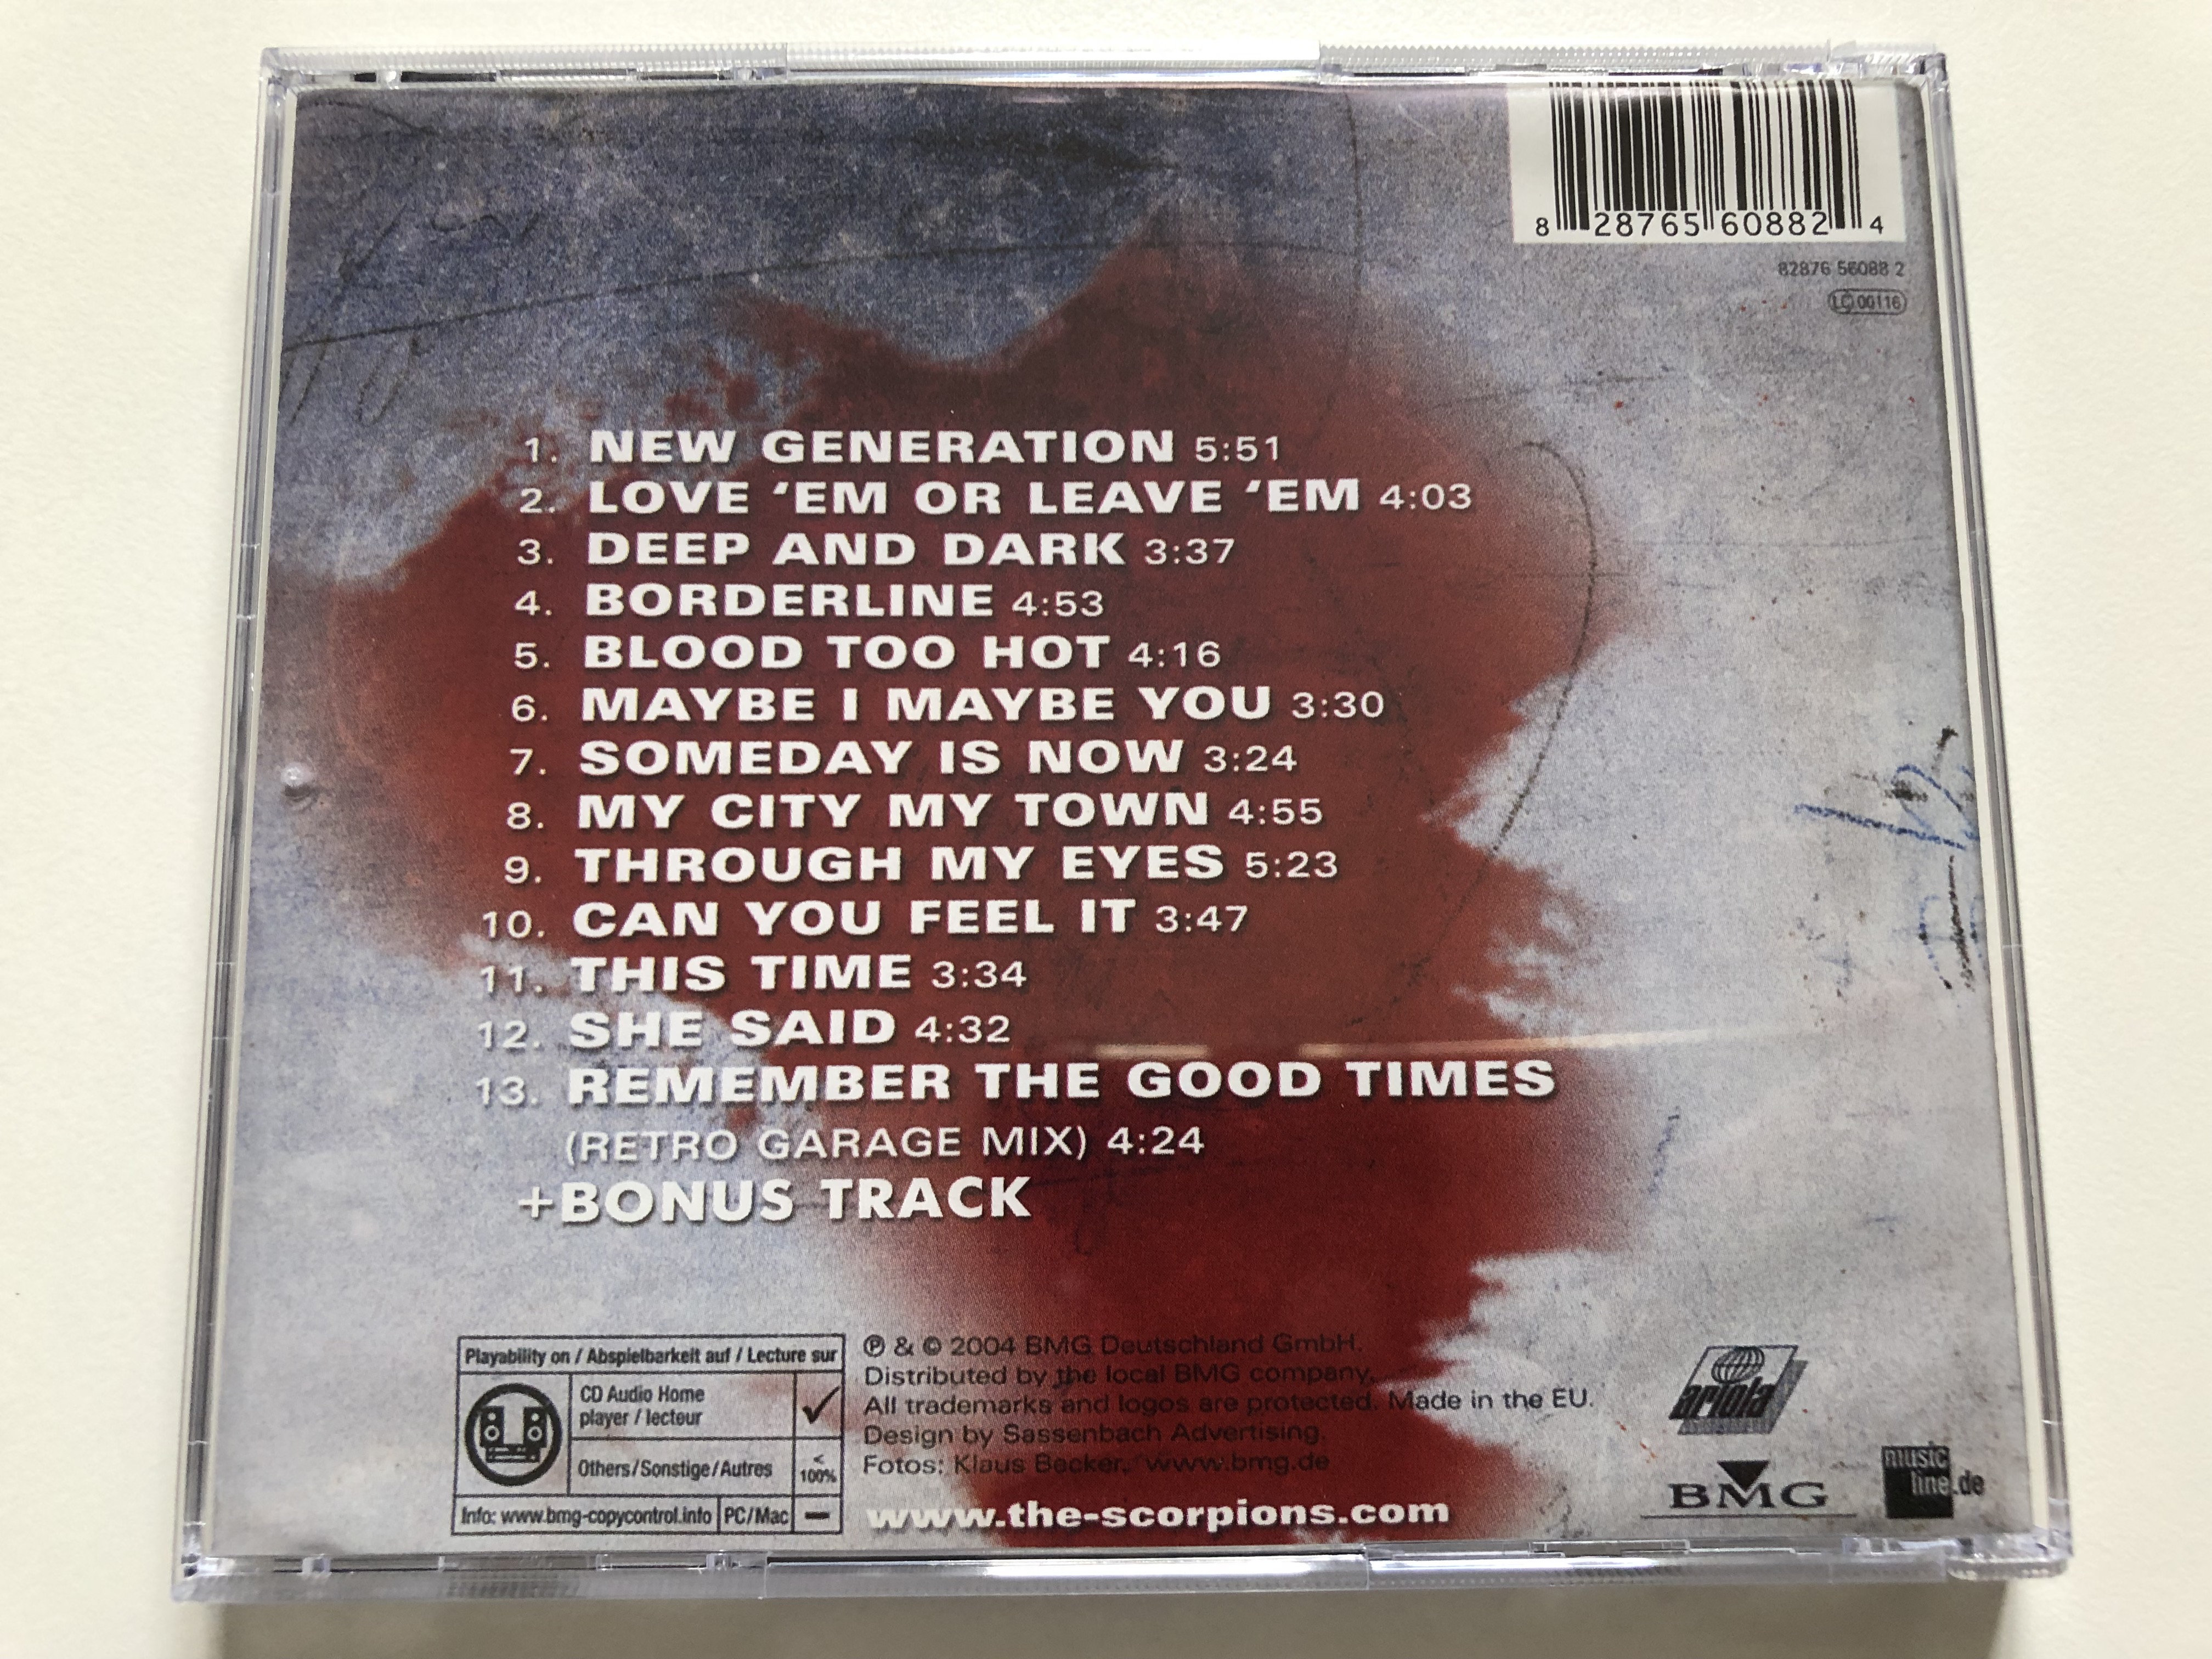 8 28765 60882 4
82876 56088 2
LC 00116
1. NEW GENERATION 5:51
2. LOVE ‘EM OR LEAVE ‘EM 4:03
3. DEEP AND DARK 3:37
4. BORDERLINE 4:53
5. BLOOD TOO HOT 4:16
6. MAYBE I MAYBE YOU 3:30
7. SOMEDAY IS NOW 3:24
8. MY CITY MY TOWN 4:55
9. THROUGH MY EYES 5:23
10. CAN YOU FEEL IT 3:47
11. THIS TIME 3:34
12. SHE SAID 4:32
13. REMEMBER THE GOOD TIMES
(RETRO GARAGE MIX) 4:24
+BONUS TRACK
Playability on / Abspielbarkeit auf / Lecture sur
CD Audio Home
player / lecteur
Others/Sonstige/Autres
<
100%
Info: www.bmg-copycontrol.info PC/Mac –
℗ & © 2004 BMG Deutschland GmbH.
Distributed by the local BMG company.
All trademarks and logos are protected. Made in the EU.
Design by Sassenbach Advertising.
Fotos: Klaus Becker, www.bmg.de
www.the-scorpions.com
ariola
BMG
music
line.de